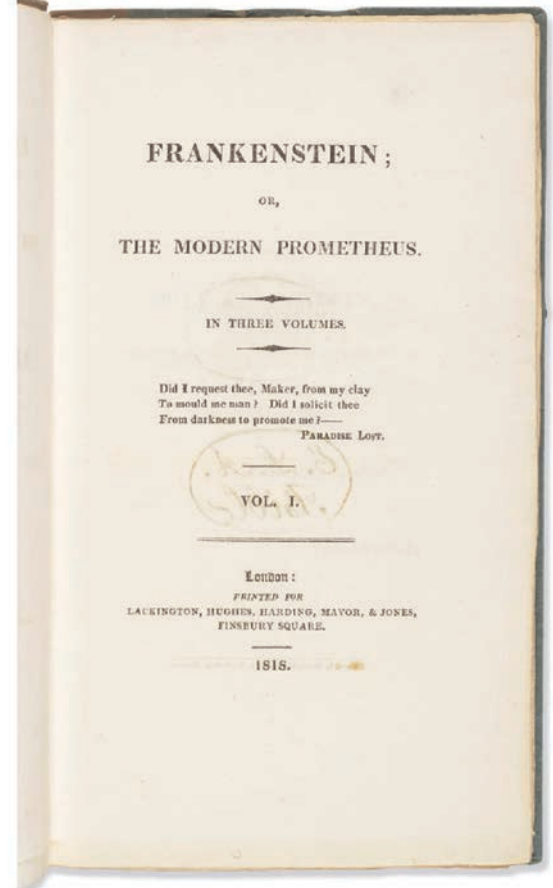 FRANKENSTEIN;
OR,
THE MODERN PROMETHEUS.
IN THREE VOLUMES.
Did I request thee, Maker, from my clay
To mould me man? Did I solicit thee
From darkness to promote me?——
PARADISE LOST.
VOL. I.
London:
PRINTED FOR
LACKINGTON, HUGHES, HARDING, MAVOR, & JONES,
FINSBURY SQUARE.
1818.